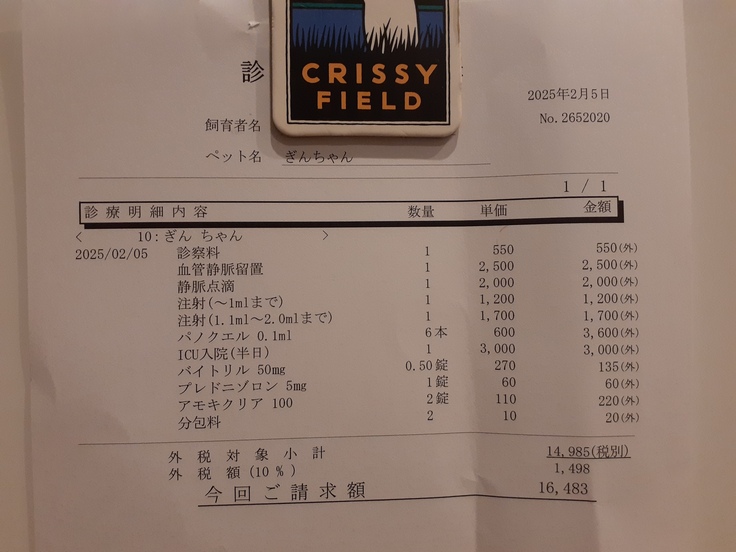 CRISSY
FIELD
診
2025年2月5日
No. 2652020
飼育者名
ペット名 ぎんちゃん
1 / 1
診療明細内容 数量 単価 金額
< 10:ぎん ちゃん >
2025/02/05 診察料 1 550 550(外)
血管静脈留置 1 2,500 2,500(外)
静脈点滴 1 2,000 2,000(外)
注射(～1mlまで) 1 1,200 1,200(外)
注射(1.1ml～2.0mlまで) 1 1,700 1,700(外)
パノクエル 0.1ml 6本 600 3,600(外)
ICU入院(半日) 1 3,000 3,000(外)
バイトリル 50mg 0.50錠 270 135(外)
プレドニゾロン 5mg 1錠 60 60(外)
アモキクリア 100 2錠 110 220(外)
分包料 2 10 20(外)
外税対象小計 14,985(税別)
外税額(10%) 1,498
今回ご請求額 16,483